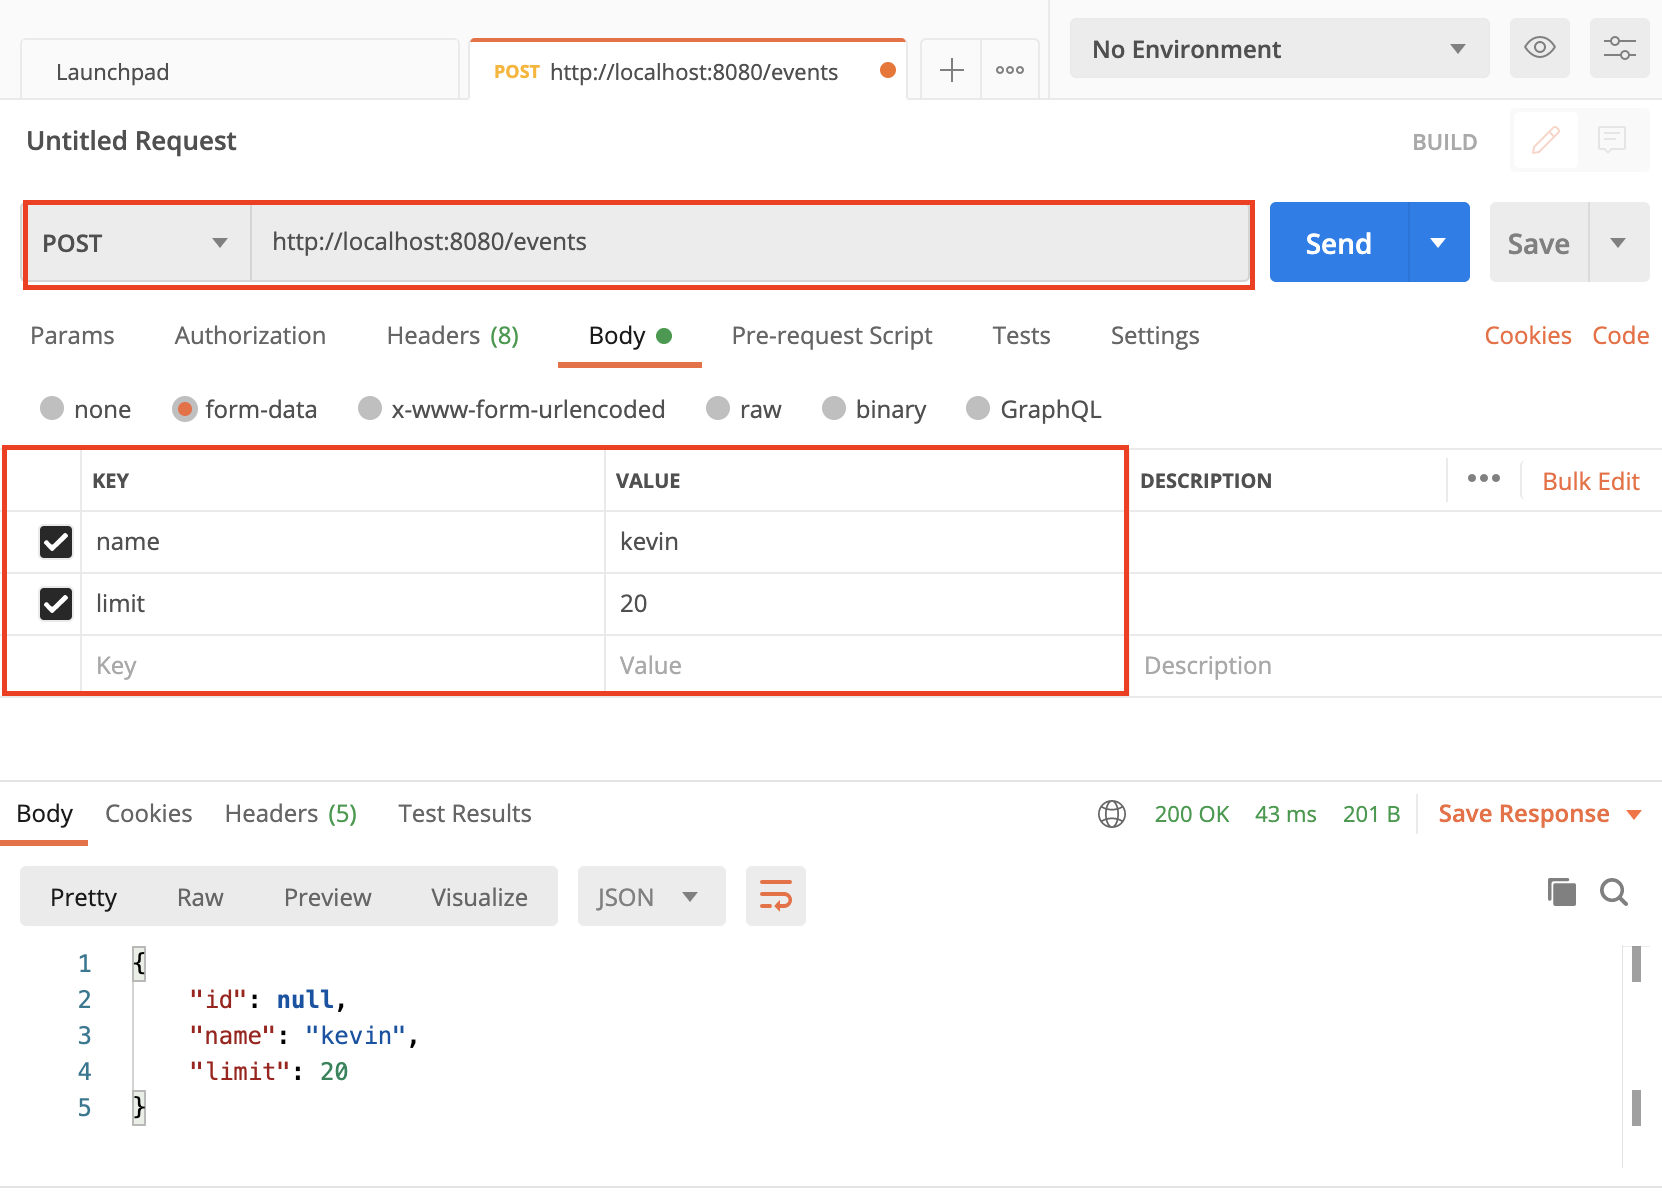 Launchpad
POST http://localhost:8080/events
No Environment
Untitled Request
BUILD
POST http://localhost:8080/events Send Save
Params Authorization Headers (8) Body Pre-request Script Tests Settings Cookies Code
none form-data x-www-form-urlencoded raw binary GraphQL
KEY VALUE DESCRIPTION Bulk Edit
name kevin
limit 20
Key Value Description
Body Cookies Headers (5) Test Results 200 OK 43 ms 201 B Save Response
Pretty Raw Preview Visualize JSON
1 {
2 "id": null,
3 "name": "kevin",
4 "limit": 20
5 }